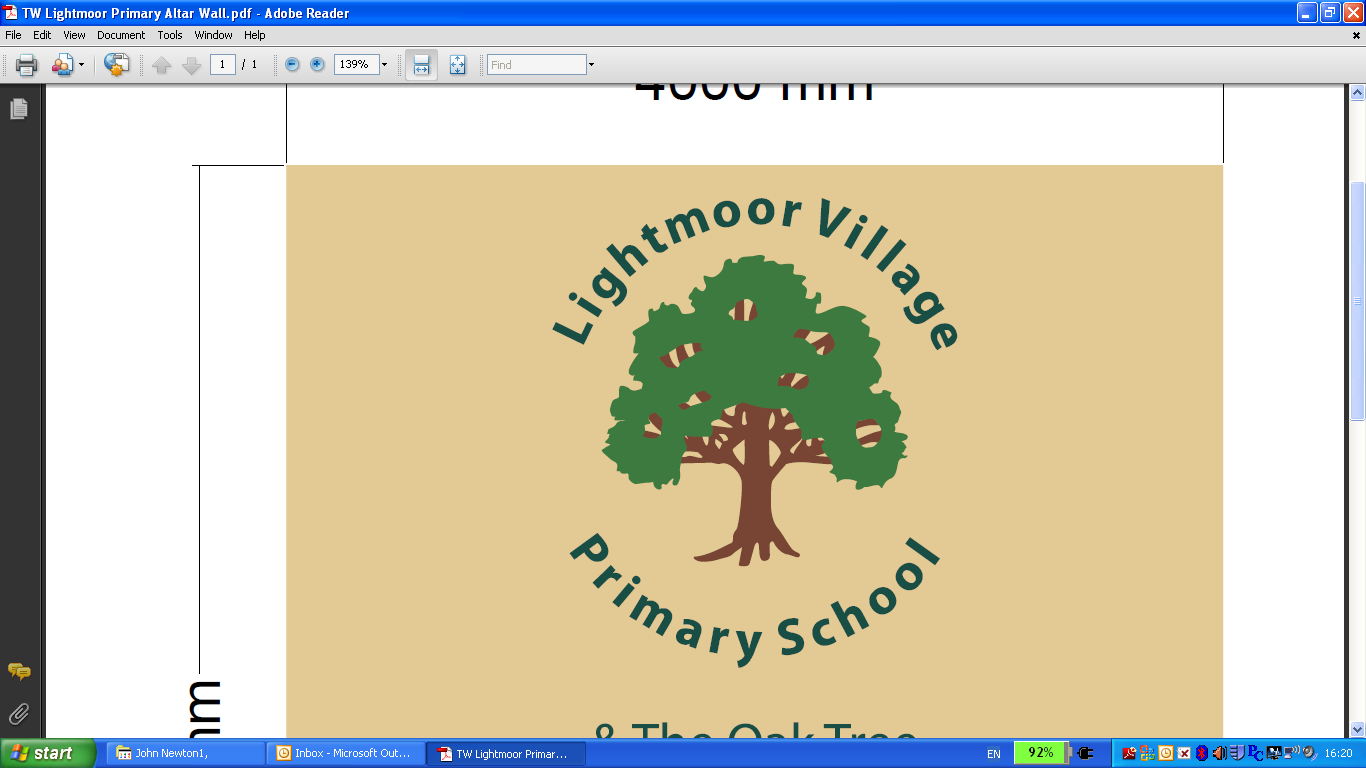 TW Lightmoor Primary Altar Wall.pdf - Adobe Reader
File Edit View Document Tools Window Help
1 / 1 139% Find
4000 mm
Lightmoor Village
Primary School
& The Oak Tree
mm
start John Newton1, Inbox - Microsoft Out... TW Lightmoor Primar... EN 92% 16:20